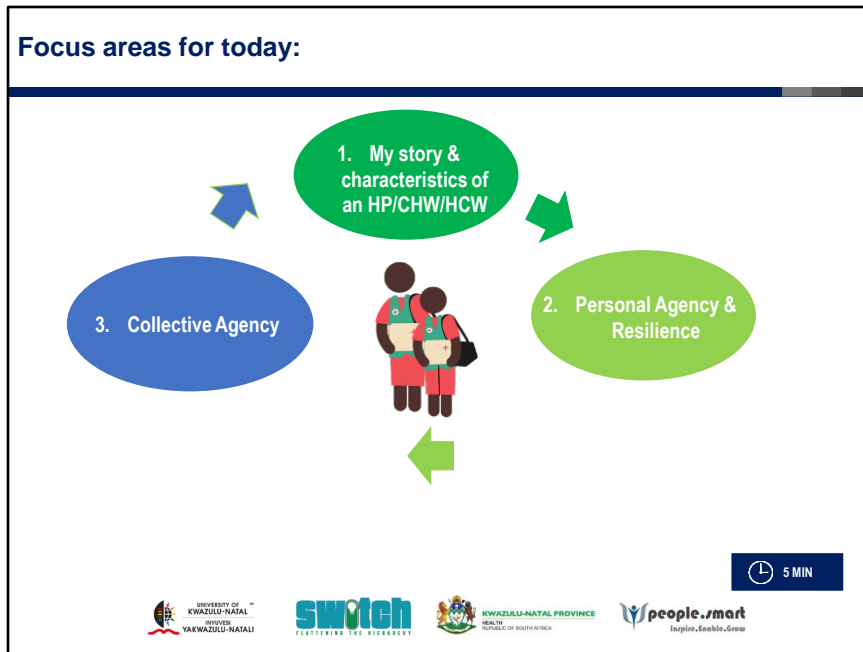 Focus areas for today:
1. My story &
characteristics of
an HP/CHW/HCW
2. Personal Agency &
Resilience
3. Collective Agency
5 MIN
UNIVERSITY OF ™
KWAZULU-NATAL
INYUVESI
YAKWAZULU-NATALI
switch
FLATTENING THE HIERARCHY
KWAZULU-NATAL PROVINCE
HEALTH
REPUBLIC OF SOUTH AFRICA
people.smart
Inspire.Enable.Grow